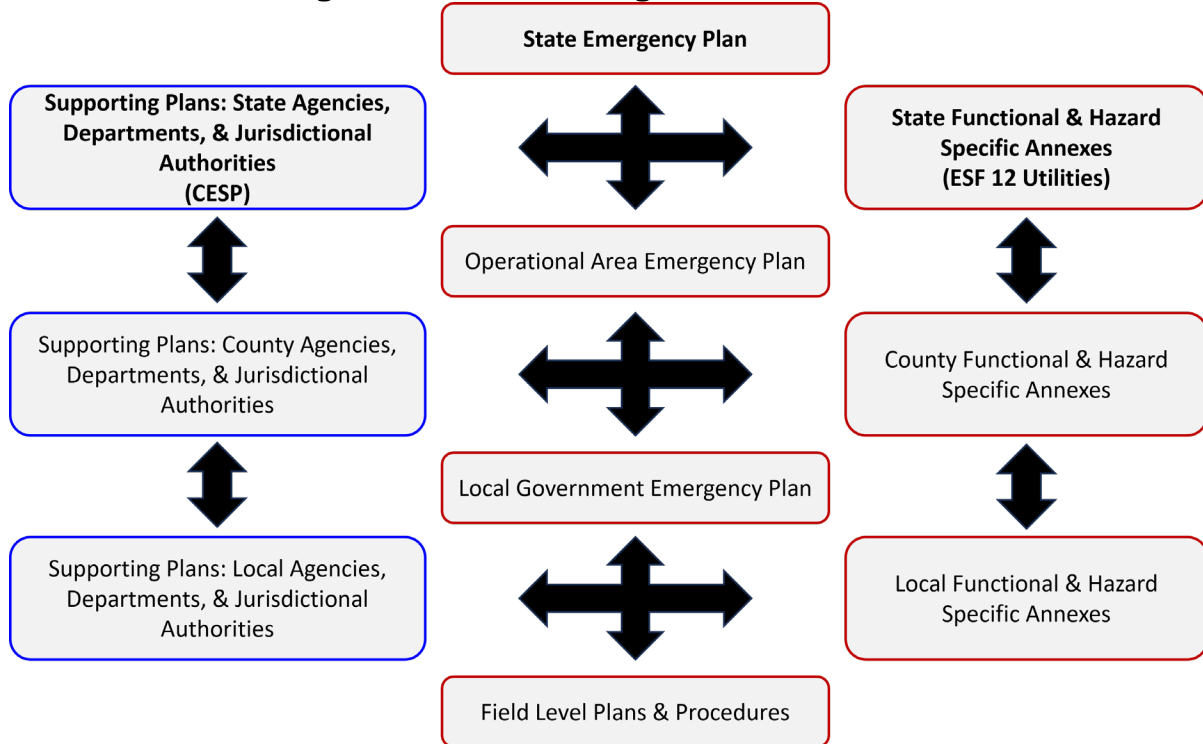 State Emergency Plan
Supporting Plans: State Agencies,
Departments, & Jurisdictional
Authorities
(CESP)
State Functional & Hazard
Specific Annexes
(ESF 12 Utilities)
Operational Area Emergency Plan
Supporting Plans: County Agencies,
Departments, & Jurisdictional
Authorities
County Functional & Hazard
Specific Annexes
Local Government Emergency Plan
Supporting Plans: Local Agencies,
Departments, & Jurisdictional
Authorities
Local Functional & Hazard
Specific Annexes
Field Level Plans & Procedures